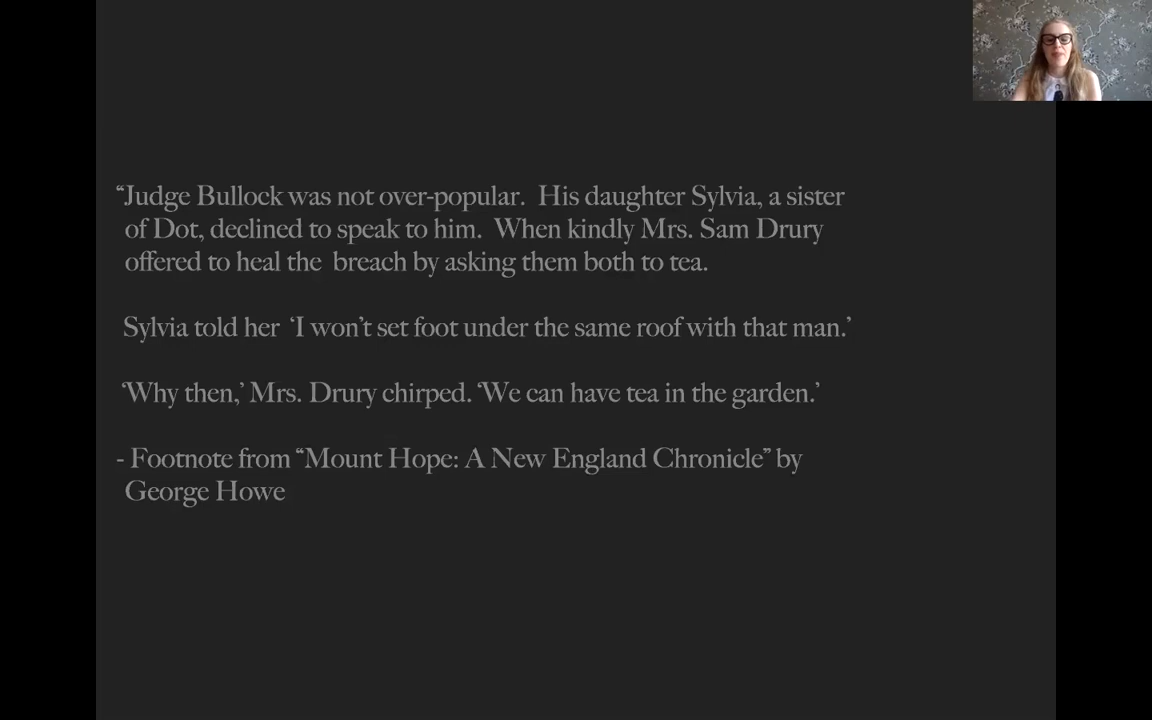 “Judge Bullock was not over-popular.  His daughter Sylvia, a sister
of Dot, declined to speak to him.  When kindly Mrs. Sam Drury
offered to heal the  breach by asking them both to tea.
Sylvia told her  ‘I won’t set foot under the same roof with that man.’
‘Why then,’ Mrs. Drury chirped. ‘We can have tea in the garden.’
- Footnote from “Mount Hope: A New England Chronicle” by
George Howe